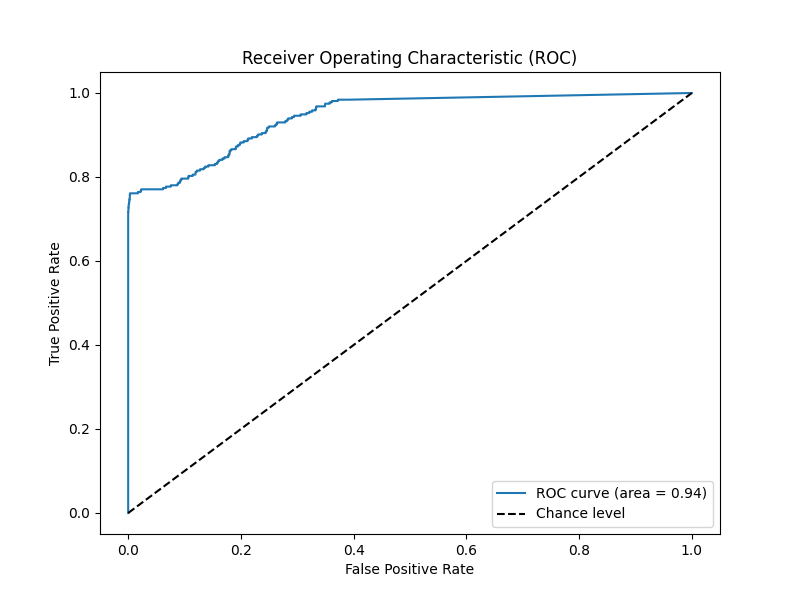 Receiver Operating Characteristic (ROC)
1.0
0.8
0.6
0.4
0.2
0.0
True Positive Rate
ROC curve (area = 0.94)
Chance level
0.0 0.2 0.4 0.6 0.8 1.0
False Positive Rate